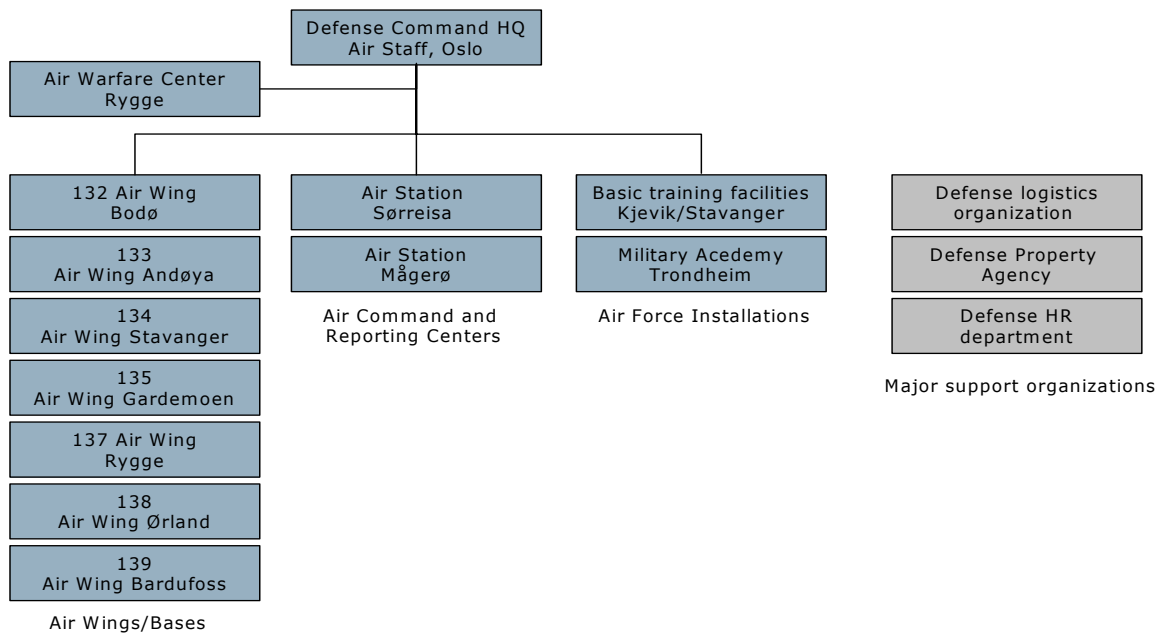 Defense Command HQ
Air Staff, Oslo
Air Warfare Center
Rygge
132 Air Wing
Bodø
133
Air Wing Andøya
134
Air Wing Stavanger
135
Air Wing Gardemoen
137 Air Wing
Rygge
138
Air Wing Ørland
139
Air Wing Bardufoss
Air Wings/Bases
Air Station
Sørreisa
Air Station
Mågerø
Air Command and
Reporting Centers
Basic training facilities
Kjevik/Stavanger
Military Acedemy
Trondheim
Air Force Installations
Defense logistics
organization
Defense Property
Agency
Defense HR
department
Major support organizations